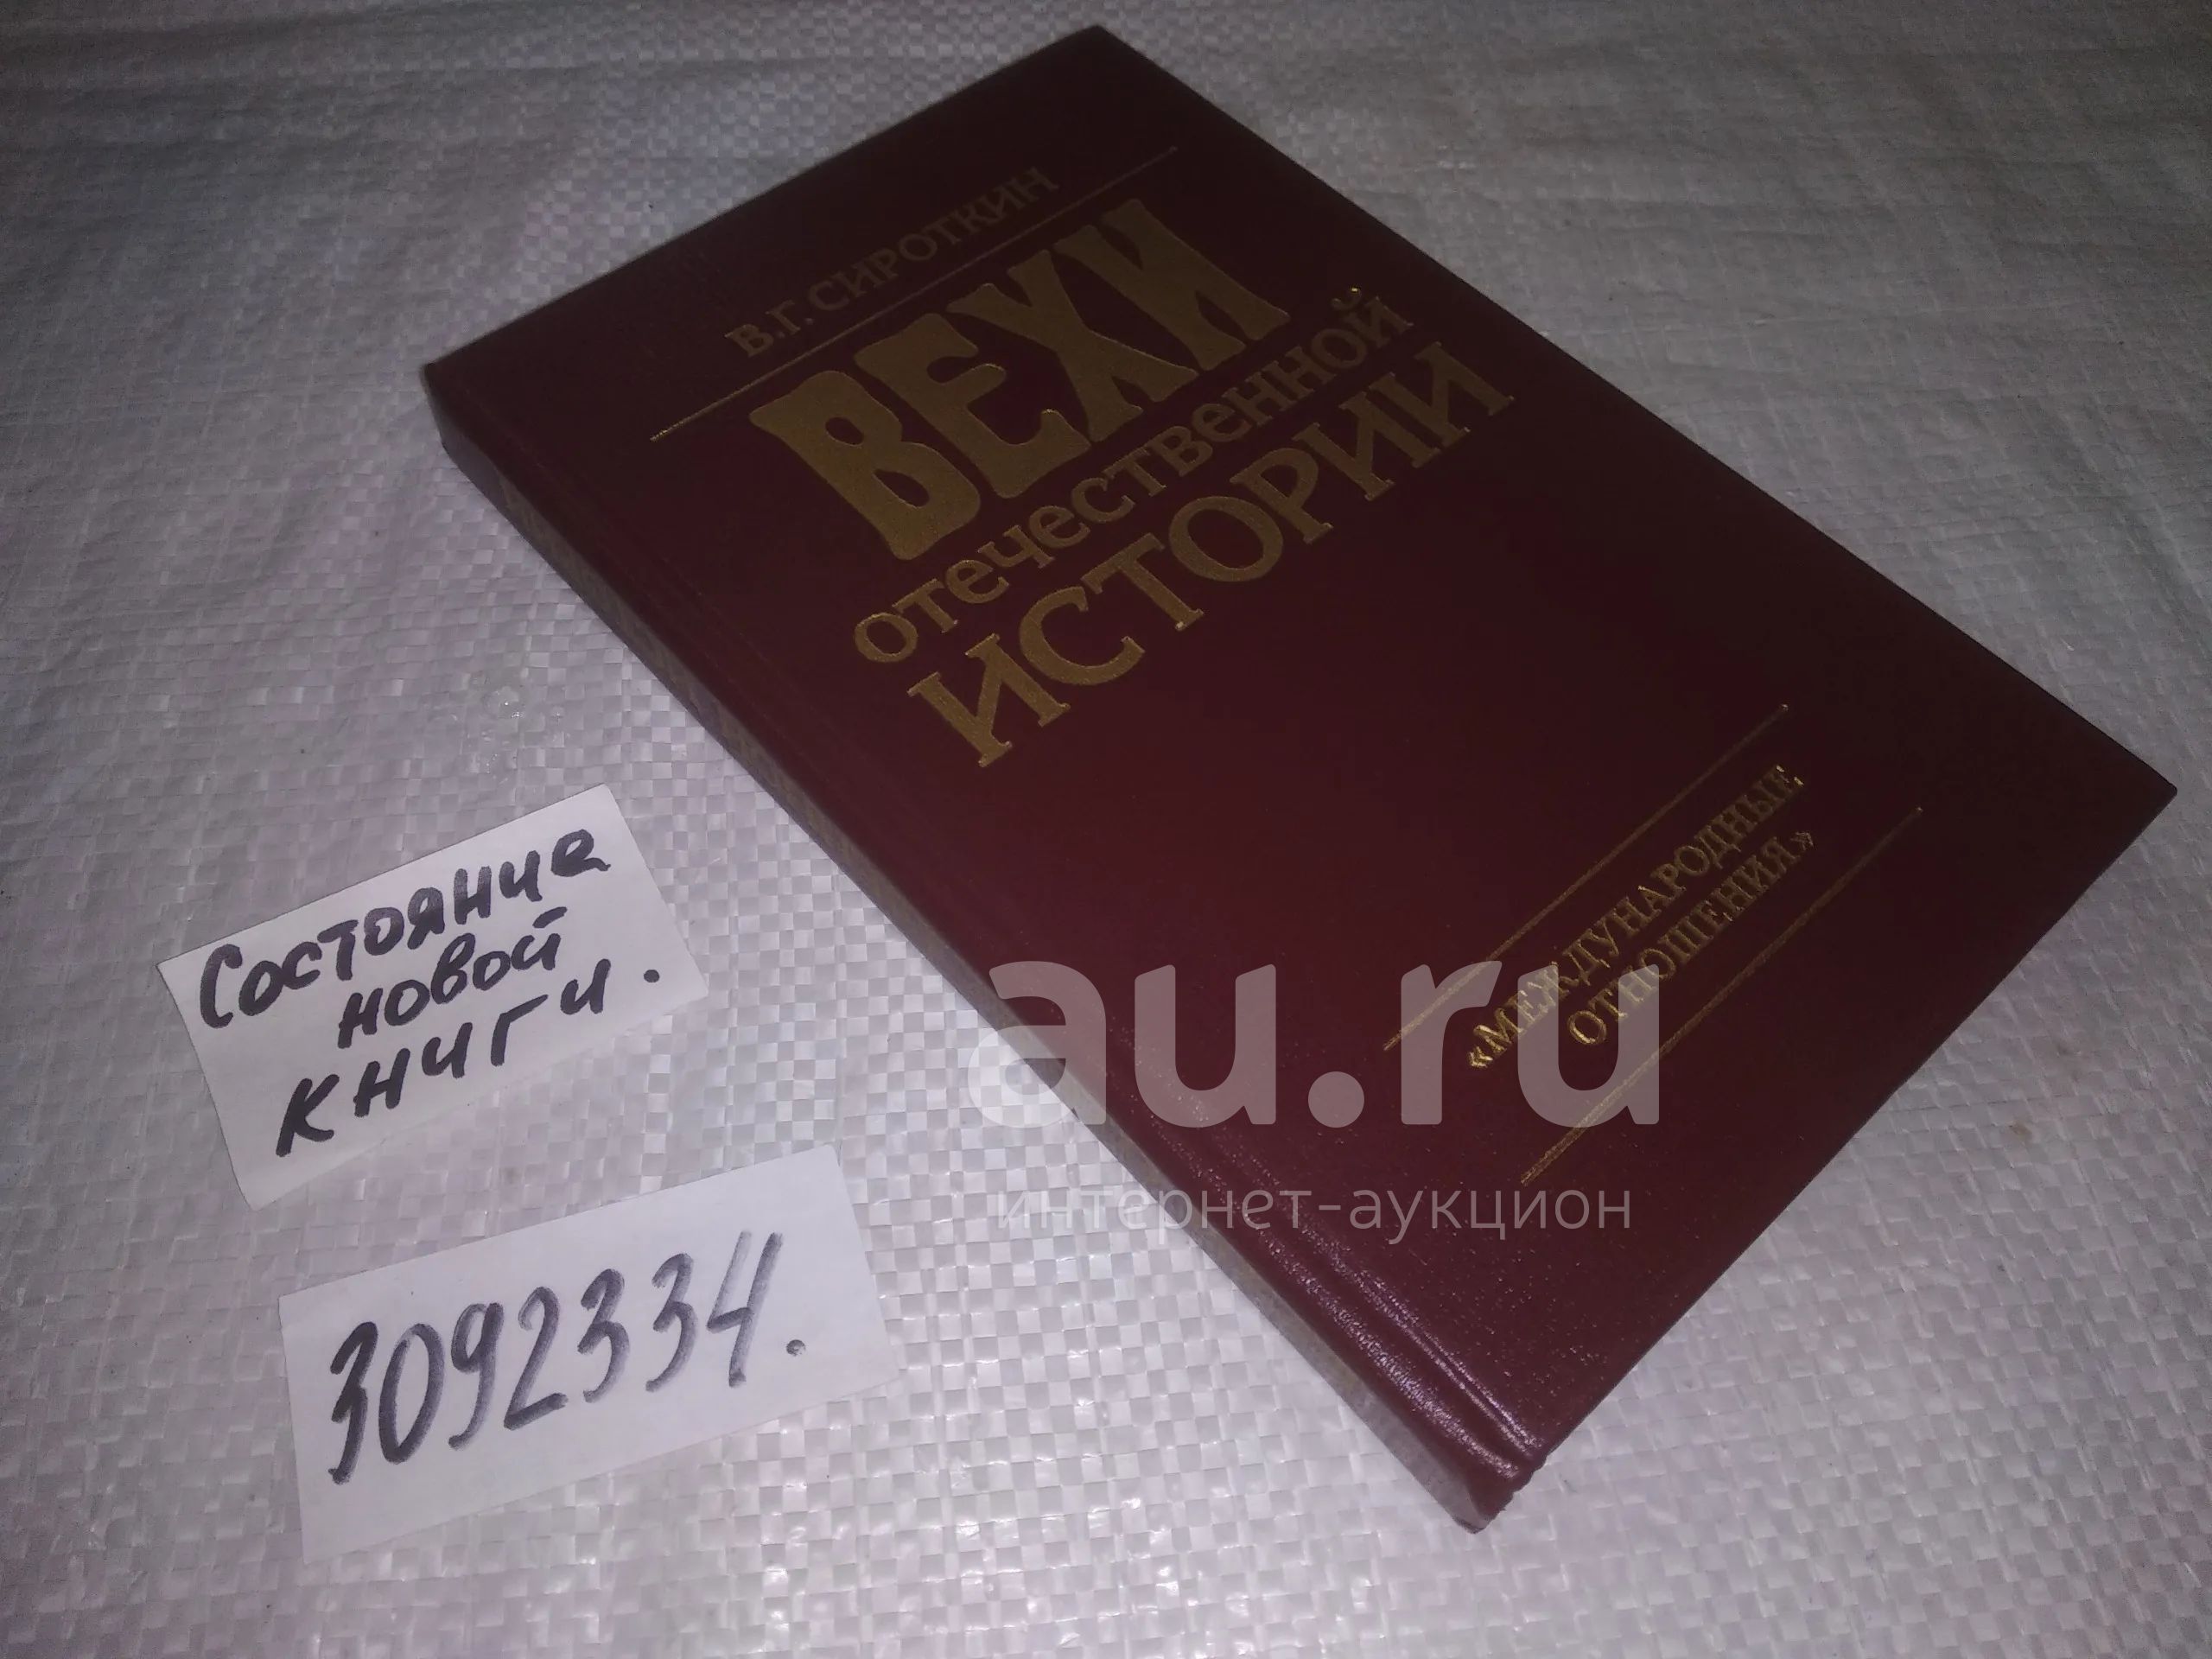 В.Г. СИРОТКИН
ВЕХИ
отечественной
ИСТОРИИ
«МЕЖДУНАРОДНЫЕ
ОТНОШЕНИЯ»
Состояние
новой
книги.
3092334.
au.ru
интернет-аукцион